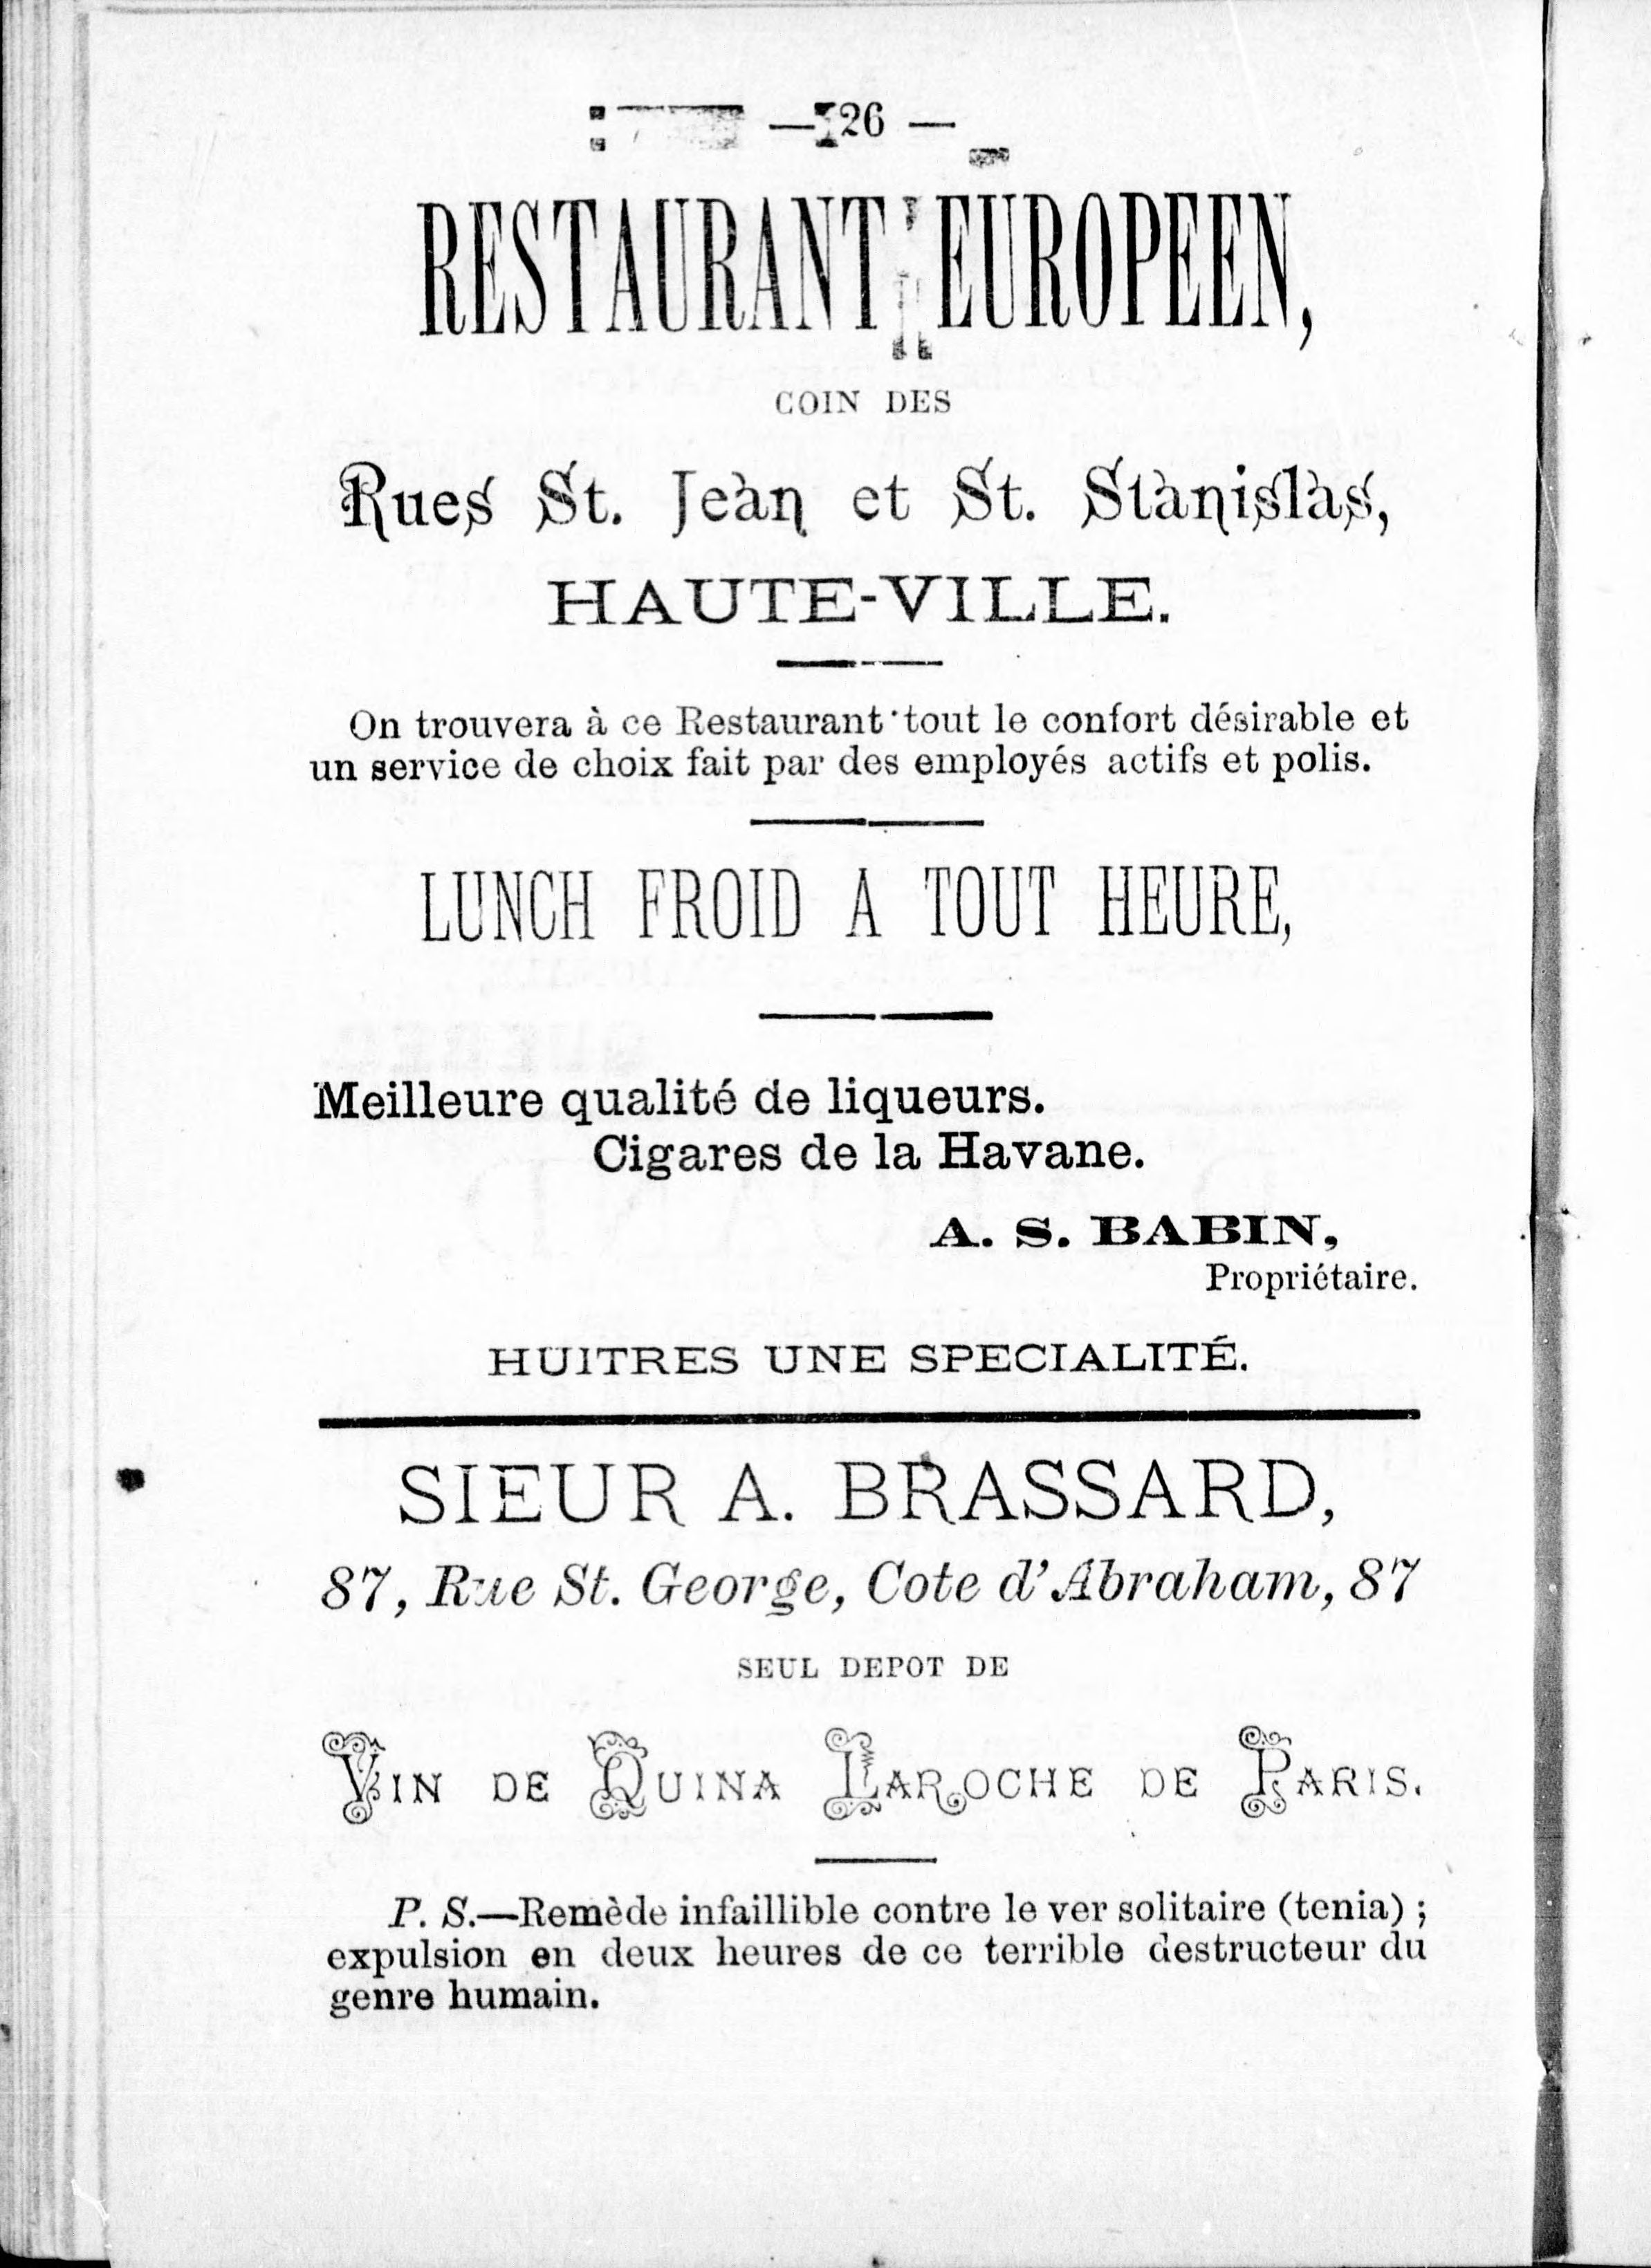 — 26 —
RESTAURANT EUROPEEN,
COIN DES
Rues St. Jean et St. Stanislas,
HAUTE-VILLE.
On trouvera à ce Restaurant tout le confort désirable et
un service de choix fait par des employés actifs et polis.
LUNCH FROID A TOUT HEURE,
Meilleure qualité de liqueurs.
Cigares de la Havane.
A. S. BABIN,
Propriétaire.
HUITRES UNE SPECIALITÉ.
SIEUR A. BRASSARD,
87, Rue St. George, Cote d'Abraham, 87
SEUL DEPOT DE
VIN DE QUINA LAROCHE DE PARIS.
P. S.—Remède infaillible contre le ver solitaire (tenia) ;
expulsion en deux heures de ce terrible destructeur du
genre humain.